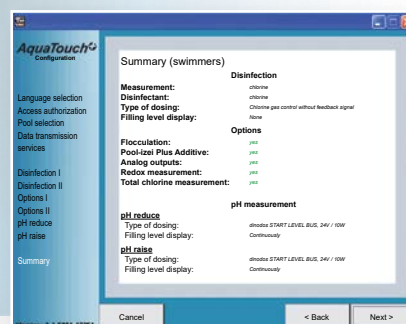 AquaTouch
Configuration
Language selection
Access authorization
Pool selection
Data transmission
services
Disinfection I
Disinfection II
Options I
Options II
pH reduce
pH raise
Summary
Summary (swimmers)
Disinfection
Measurement: chlorine
Disinfectant: chlorine
Type of dosing: Chlorine gas control without feedback signal
Filling level display: None
Options
Flocculation: yes
Pool-izei Plus Additive: yes
Analog outputs: yes
Redox measurement: yes
Total chlorine measurement: yes
pH measurement
pH reduce
Type of dosing: dinodos START LEVEL BUS, 24V / 10W
Filling level display: Continuously
pH raise
Type of dosing: dinodos START LEVEL BUS, 24V / 10W
Filling level display: Continuously
Cancel
< Back
Next >